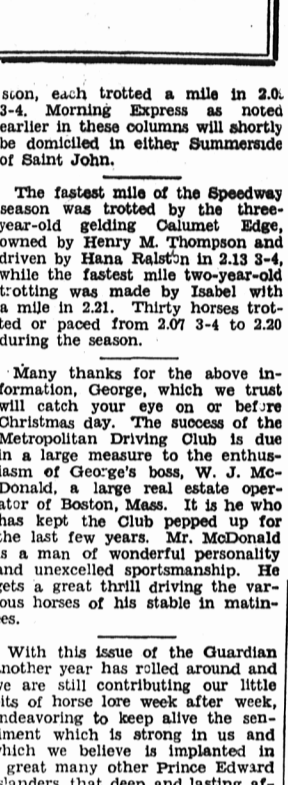 ston, each trotted a mile in 2.0
3-4. Morning Express as noted
earlier in these columns will shortly
be domiciled in either Summerside
of Saint John.
The fastest mile of the Speedway
season was trotted by the three-
year-old gelding Calumet Edge,
owned by Henry M. Thompson and
driven by Hana Ralston in 2.13 3-4,
while the fastest mile two-year-old
trotting was made by Isabel with
a mile in 2.21. Thirty horses trot-
ted or paced from 2.07 3-4 to 2.20
during the season.
Many thanks for the above in-
formation, George, which we trust
will catch your eye on or before
Christmas day. The success of the
Metropolitan Driving Club is due
in a large measure to the enthus-
iasm of George's boss, W. J. Mc-
Donald, a large real estate oper-
ator of Boston, Mass. It is he who
has kept the Club pepped up for
the last few years. Mr. McDonald
is a man of wonderful personality
and unexcelled sportsmanship. He
gets a great thrill driving the var-
ous horses of his stable in matin-
es.
With this issue of the Guardian
another year has rolled around and
we are still contributing our little
its of horse lore week after week,
ndeavoring to keep alive the sen-
iment which is strong in us and
hich we believe is implanted in
great many other Prince Edward
slanders that deep and lasting af-